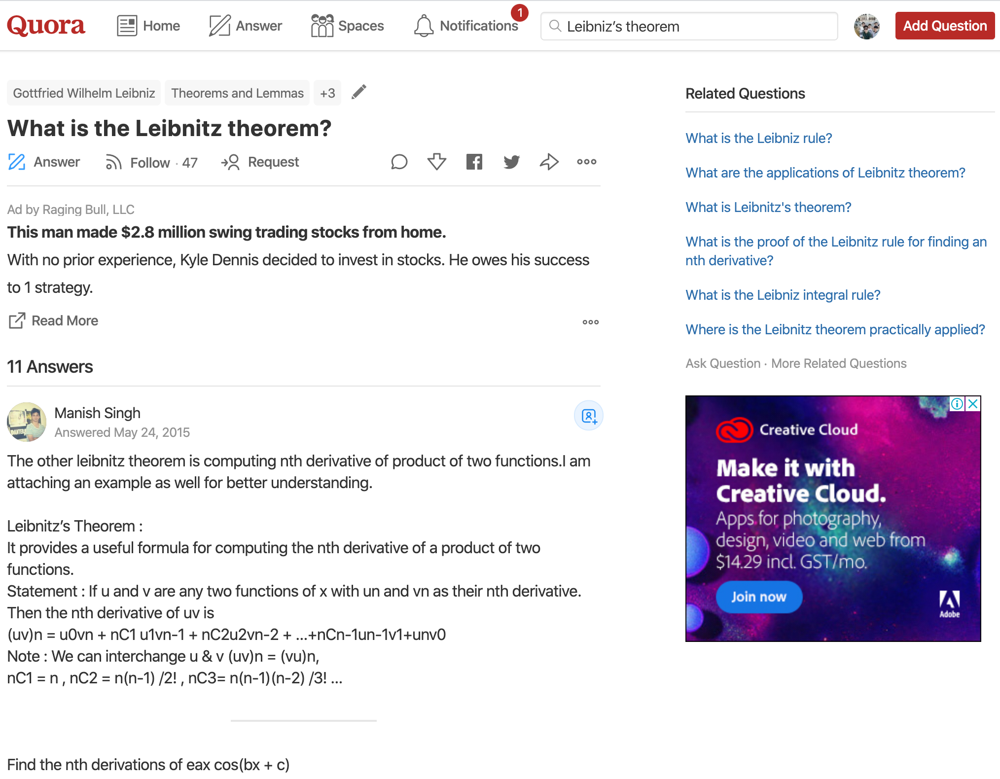 Quora
Home
Answer
Spaces
Notifications
1
Leibniz’s theorem
Add Question
Gottfried Wilhelm Leibniz
Theorems and Lemmas
+3
What is the Leibnitz theorem?
Answer
Follow · 47
Request
Ad by Raging Bull, LLC
This man made $2.8 million swing trading stocks from home.
With no prior experience, Kyle Dennis decided to invest in stocks. He owes his success
to 1 strategy.
Read More
11 Answers
Manish Singh
Answered May 24, 2015
The other leibnitz theorem is computing nth derivative of product of two functions.I am
attaching an example as well for better understanding.
Leibnitz’s Theorem :
It provides a useful formula for computing the nth derivative of a product of two
functions.
Statement : If u and v are any two functions of x with un and vn as their nth derivative.
Then the nth derivative of uv is
(uv)n = u0vn + nC1 u1vn-1 + nC2u2vn-2 + ...+nCn-1un-1v1+unv0
Note : We can interchange u & v (uv)n = (vu)n,
nC1 = n , nC2 = n(n-1) /2! , nC3= n(n-1)(n-2) /3! ...
Find the nth derivations of eax cos(bx + c)
Related Questions
What is the Leibniz rule?
What are the applications of Leibnitz theorem?
What is Leibnitz's theorem?
What is the proof of the Leibnitz rule for finding an
nth derivative?
What is the Leibniz integral rule?
Where is the Leibnitz theorem practically applied?
Ask Question · More Related Questions
Creative Cloud
Make it with
Creative Cloud.
Apps for photography,
design, video and web from
$14.29 incl. GST/mo.
Join now
Adobe